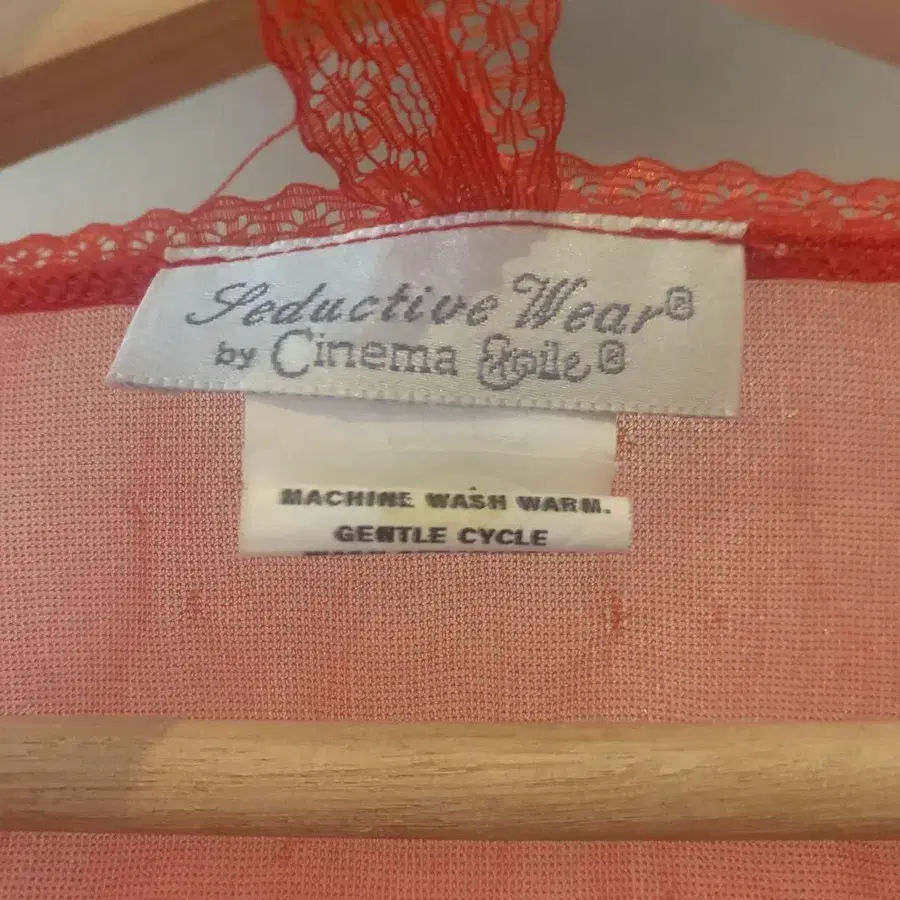 Seductive Wear®
by Cinema Etoile®
MACHINE WASH WARM.
GENTLE CYCLE